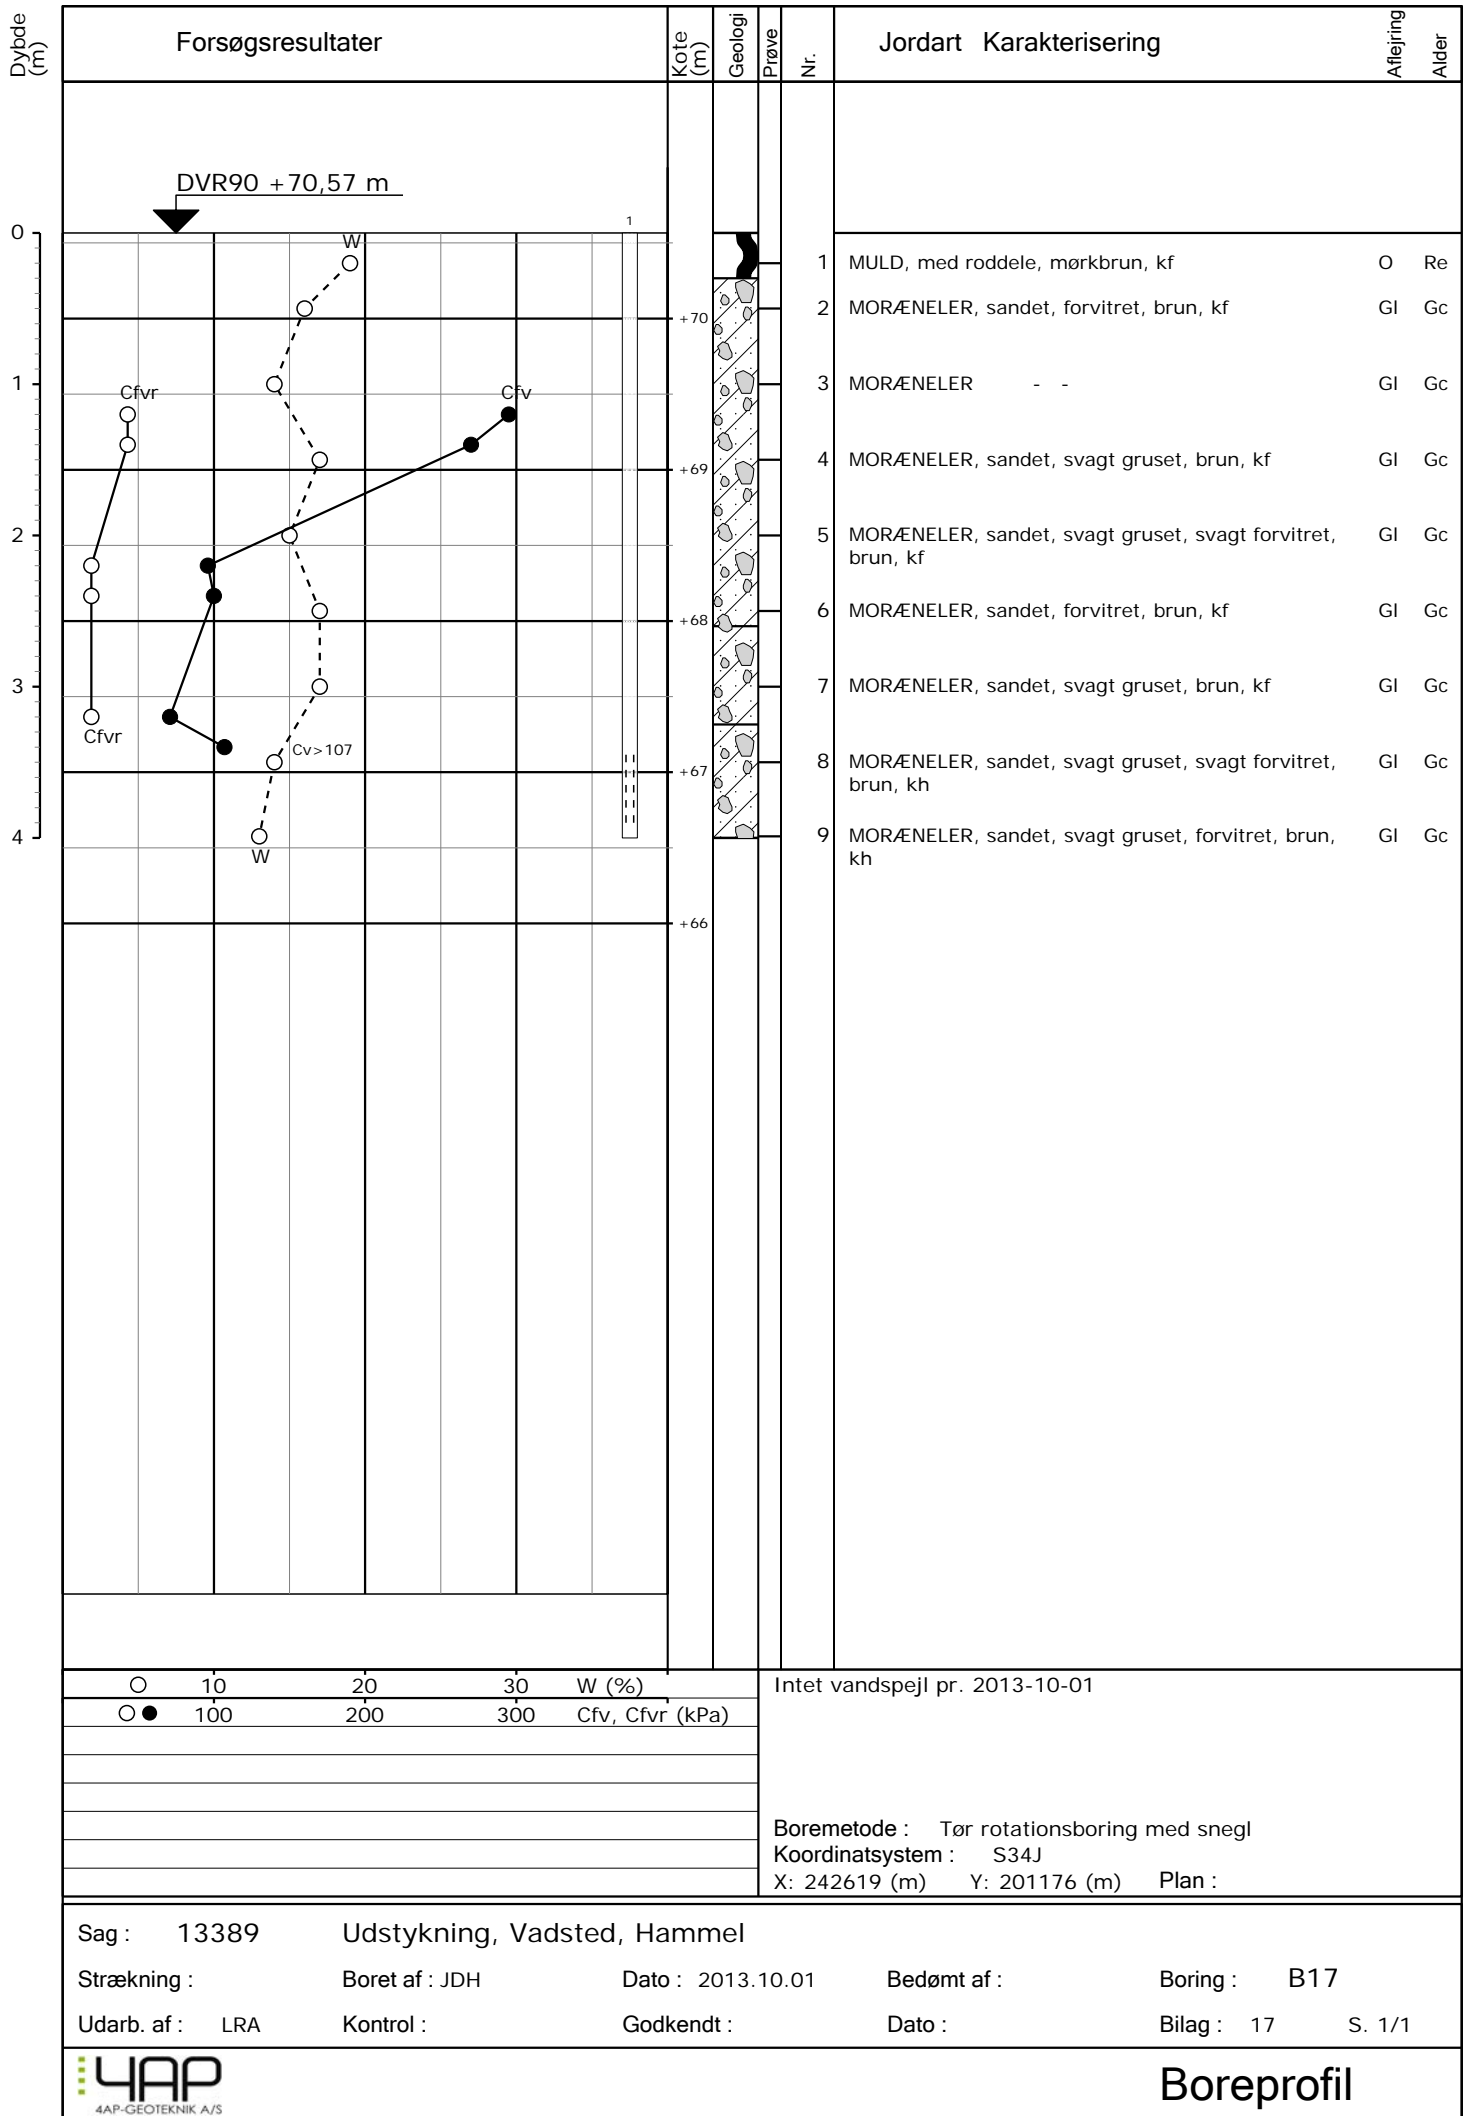 Dybde (m)
Forsøgsresultater
Kote (m)
Geologi
Prøve
Nr.
Jordart Karakterisering
Aflejring
Alder
DVR90 +70,57 m
0
1
W
1 MULD, med roddele, mørkbrun, kf O Re
2 MORÆNELER, sandet, forvitret, brun, kf Gl Gc
+70
1
Cfvr
Cfv
3 MORÆNELER - - Gl Gc
+69
4 MORÆNELER, sandet, svagt gruset, brun, kf Gl Gc
2
5 MORÆNELER, sandet, svagt gruset, svagt forvitret, Gl Gc
brun, kf
6 MORÆNELER, sandet, forvitret, brun, kf Gl Gc
+68
3
7 MORÆNELER, sandet, svagt gruset, brun, kf Gl Gc
Cfvr
Cv>107
+67
8 MORÆNELER, sandet, svagt gruset, svagt forvitret, Gl Gc
brun, kh
4
W
9 MORÆNELER, sandet, svagt gruset, forvitret, brun, Gl Gc
kh
+66
10 20 30 W (%)
100 200 300 Cfv, Cfvr (kPa)
Intet vandspejl pr. 2013-10-01
Boremetode : Tør rotationsboring med snegl
Koordinatsystem : S34J
X: 242619 (m) Y: 201176 (m) Plan :
Sag : 13389 Udstykning, Vadsted, Hammel
Strækning : Boret af : JDH Dato : 2013.10.01 Bedømt af : Boring : B17
Udarb. af : LRA Kontrol : Godkendt : Dato : Bilag : 17 S. 1/1
4AP
4AP-GEOTEKNIK A/S
Boreprofil